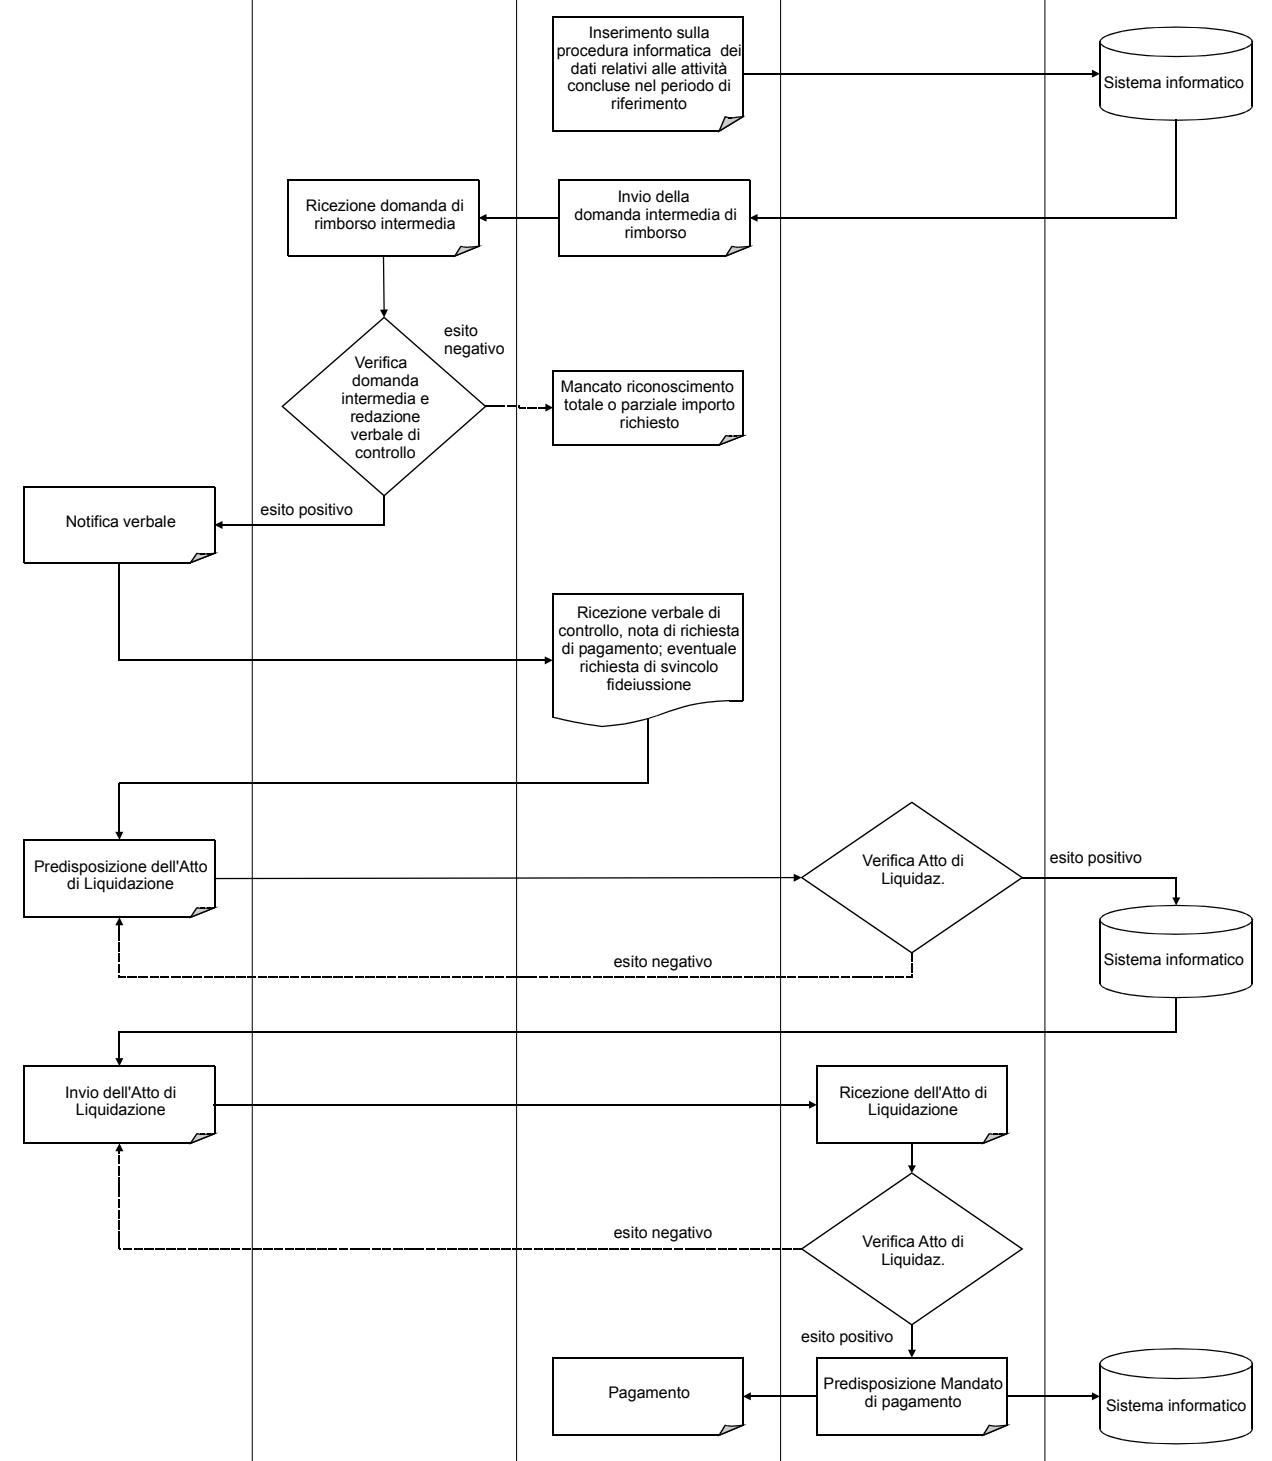 Inserimento sulla
procedura informatica dei
dati relativi alle attività
concluse nel periodo di
riferimento
Sistema informatico
Ricezione domanda di
rimborso intermedia
Invio della
domanda intermedia di
rimborso
esito
negativo
Verifica
domanda
intermedia e
redazione
verbale di
controllo
Mancato riconoscimento
totale o parziale importo
richiesto
Notifica verbale
esito positivo
Ricezione verbale di
controllo, nota di richiesta
di pagamento; eventuale
richiesta di svincolo
fideiussione
Predisposizione dell'Atto
di Liquidazione
Verifica Atto di
Liquidaz.
esito positivo
esito negativo
Sistema informatico
Invio dell'Atto di
Liquidazione
Ricezione dell'Atto di
Liquidazione
esito negativo
Verifica Atto di
Liquidaz.
esito positivo
Pagamento
Predisposizione Mandato
di pagamento
Sistema informatico